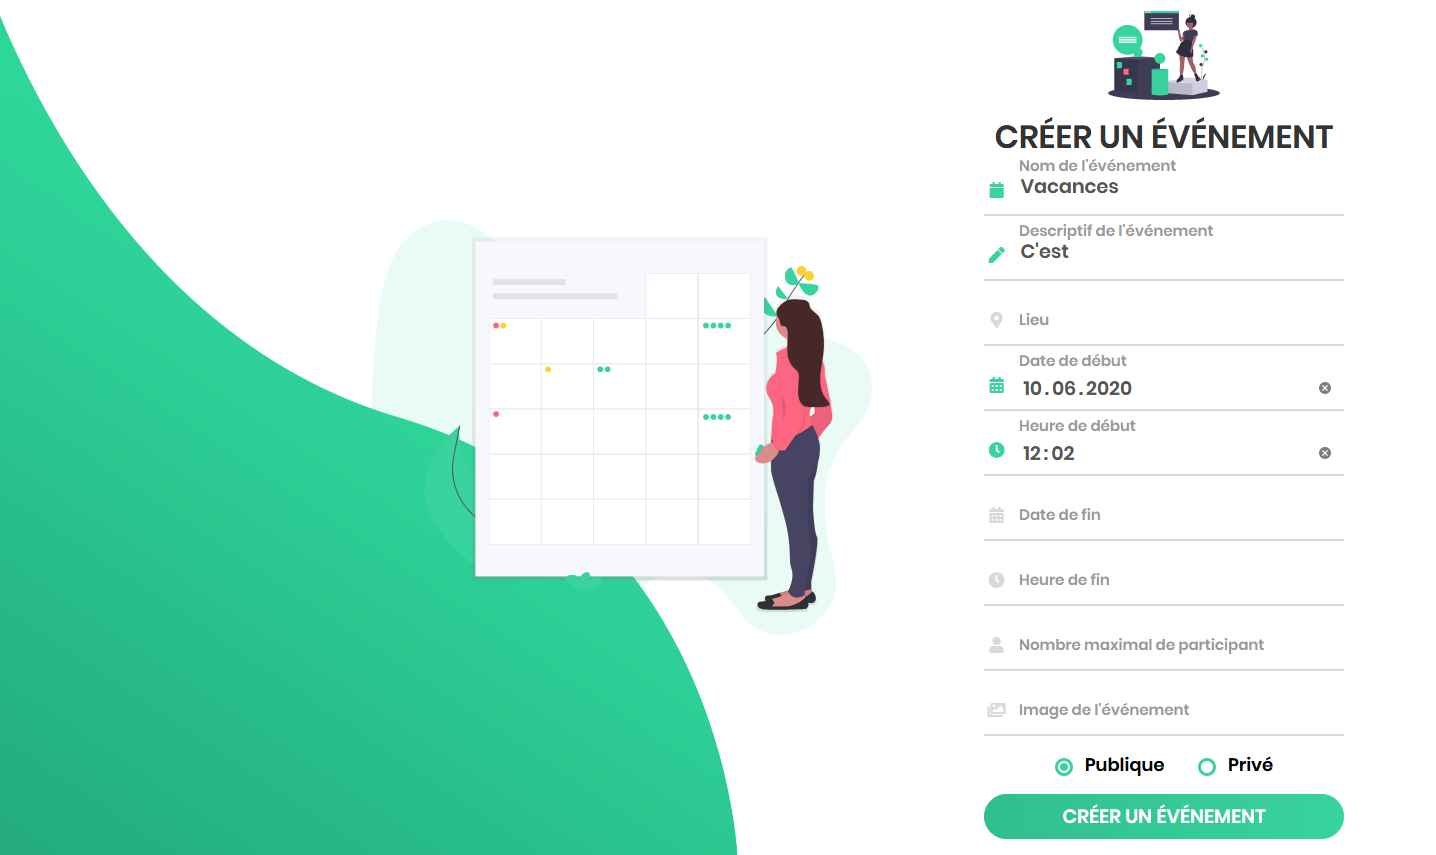 CRÉER UN ÉVÉNEMENT
Nom de l'événement
Vacances
Descriptif de l'événement
C'est
Lieu
Date de début
10.06.2020
Heure de début
12:02
Date de fin
Heure de fin
Nombre maximal de participant
Image de l'événement
Publique Privé
CRÉER UN ÉVÉNEMENT